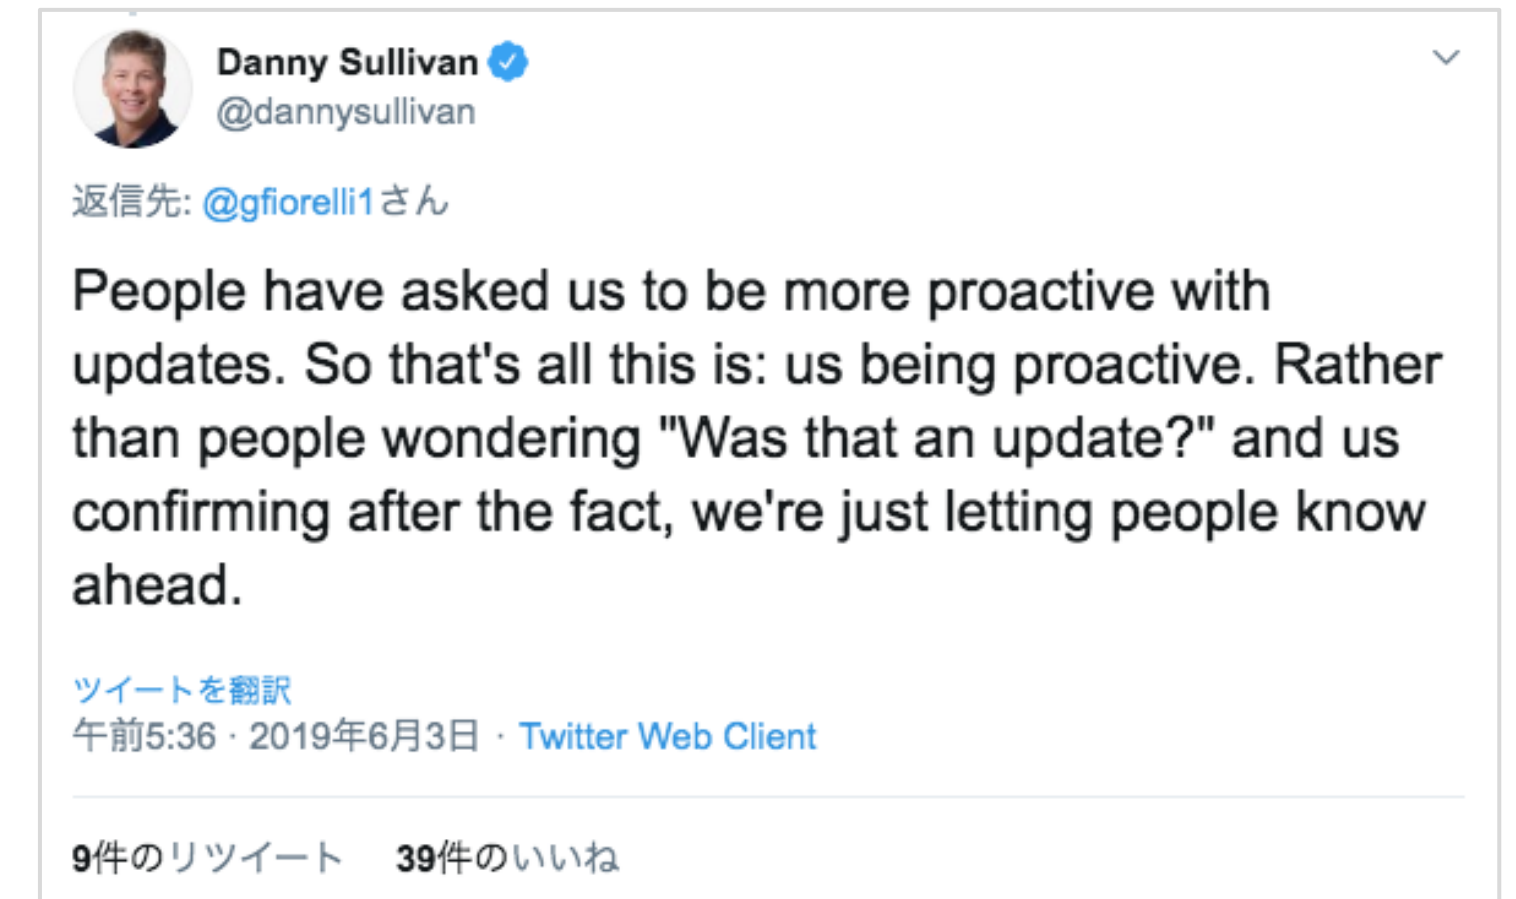 Danny Sullivan
@dannysullivan
返信先: @gfiorelli1さん
People have asked us to be more proactive with
updates. So that's all this is: us being proactive. Rather
than people wondering "Was that an update?" and us
confirming after the fact, we're just letting people know
ahead.
ツイートを翻訳
午前5:36 · 2019年6月3日 · Twitter Web Client
9件のリツイート 39件のいいね